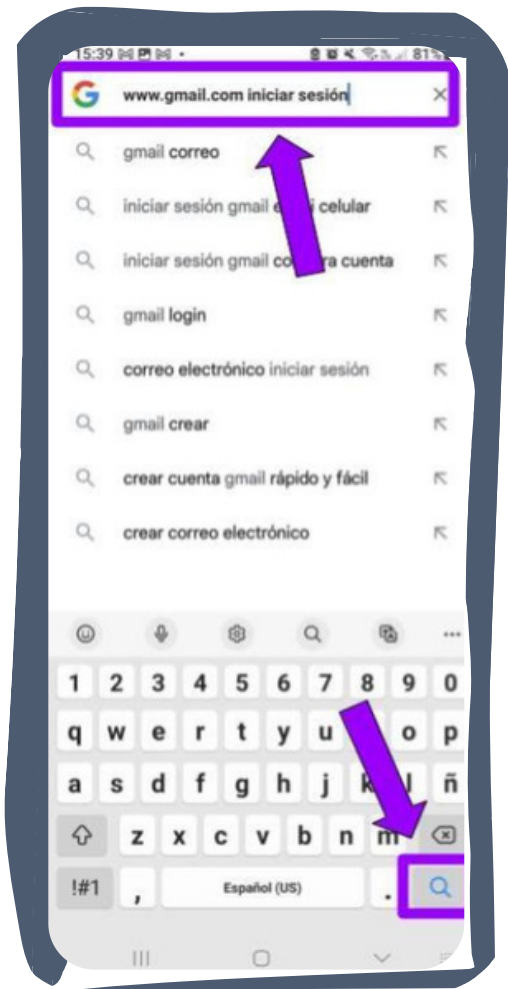 15:39 81%
www.gmail.com iniciar sesión
gmail correo
iniciar sesión gmail celular
iniciar sesión gmail cuenta
gmail login
correo electrónico iniciar sesión
gmail crear
crear cuenta gmail rápido y fácil
crear correo electrónico
1 2 3 4 5 6 7 8 9 0
q w e r t y u o p
a s d f g h j k l ñ
z x c v b n m
!#1 , Español (US) .